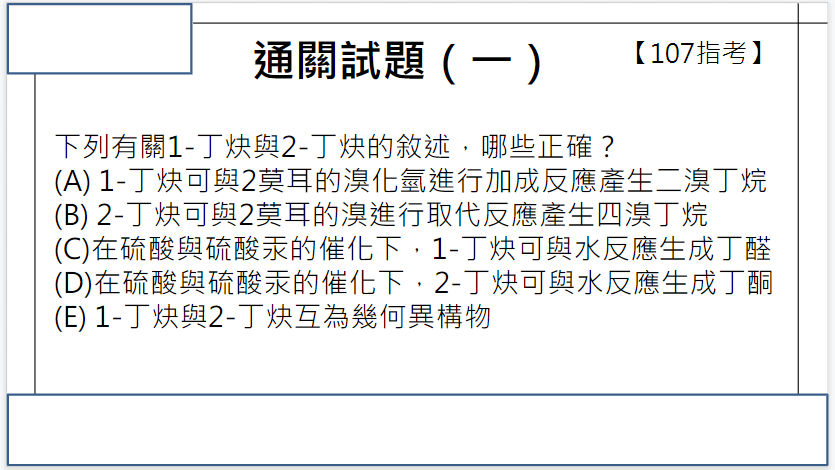 通關試題（一）
【107指考】
下列有關1-丁炔與2-丁炔的敘述，哪些正確？
(A) 1-丁炔可與2莫耳的溴化氫進行加成反應產生二溴丁烷
(B) 2-丁炔可與2莫耳的溴進行取代反應產生四溴丁烷
(C)在硫酸與硫酸汞的催化下，1-丁炔可與水反應生成丁醛
(D)在硫酸與硫酸汞的催化下，2-丁炔可與水反應生成丁酮
(E) 1-丁炔與2-丁炔互為幾何異構物